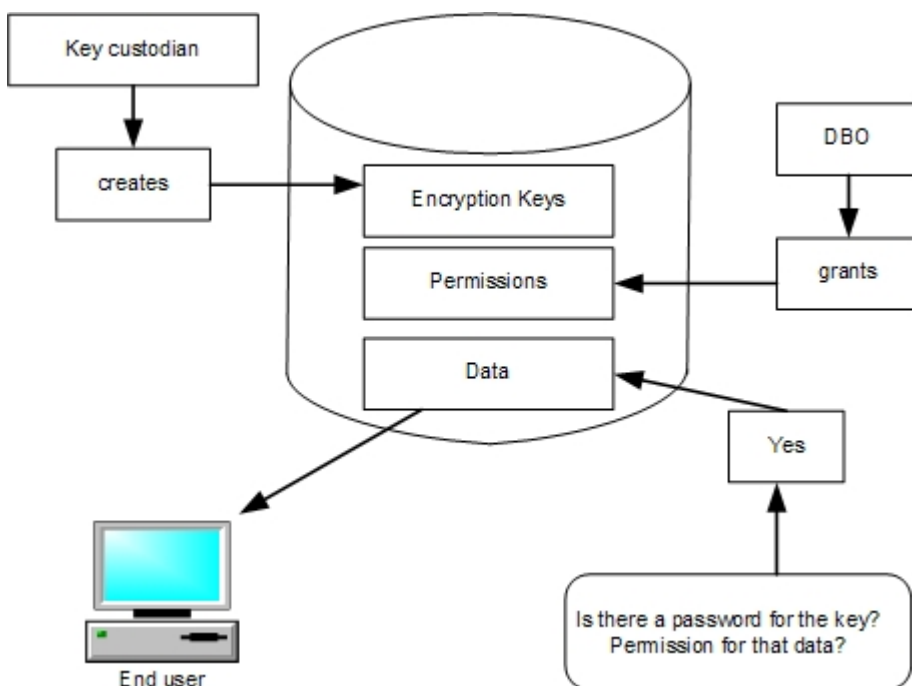 Key custodian
creates
DBO
grants
Encryption Keys
Permissions
Data
Yes
Is there a password for the key?
Permission for that data?
End user